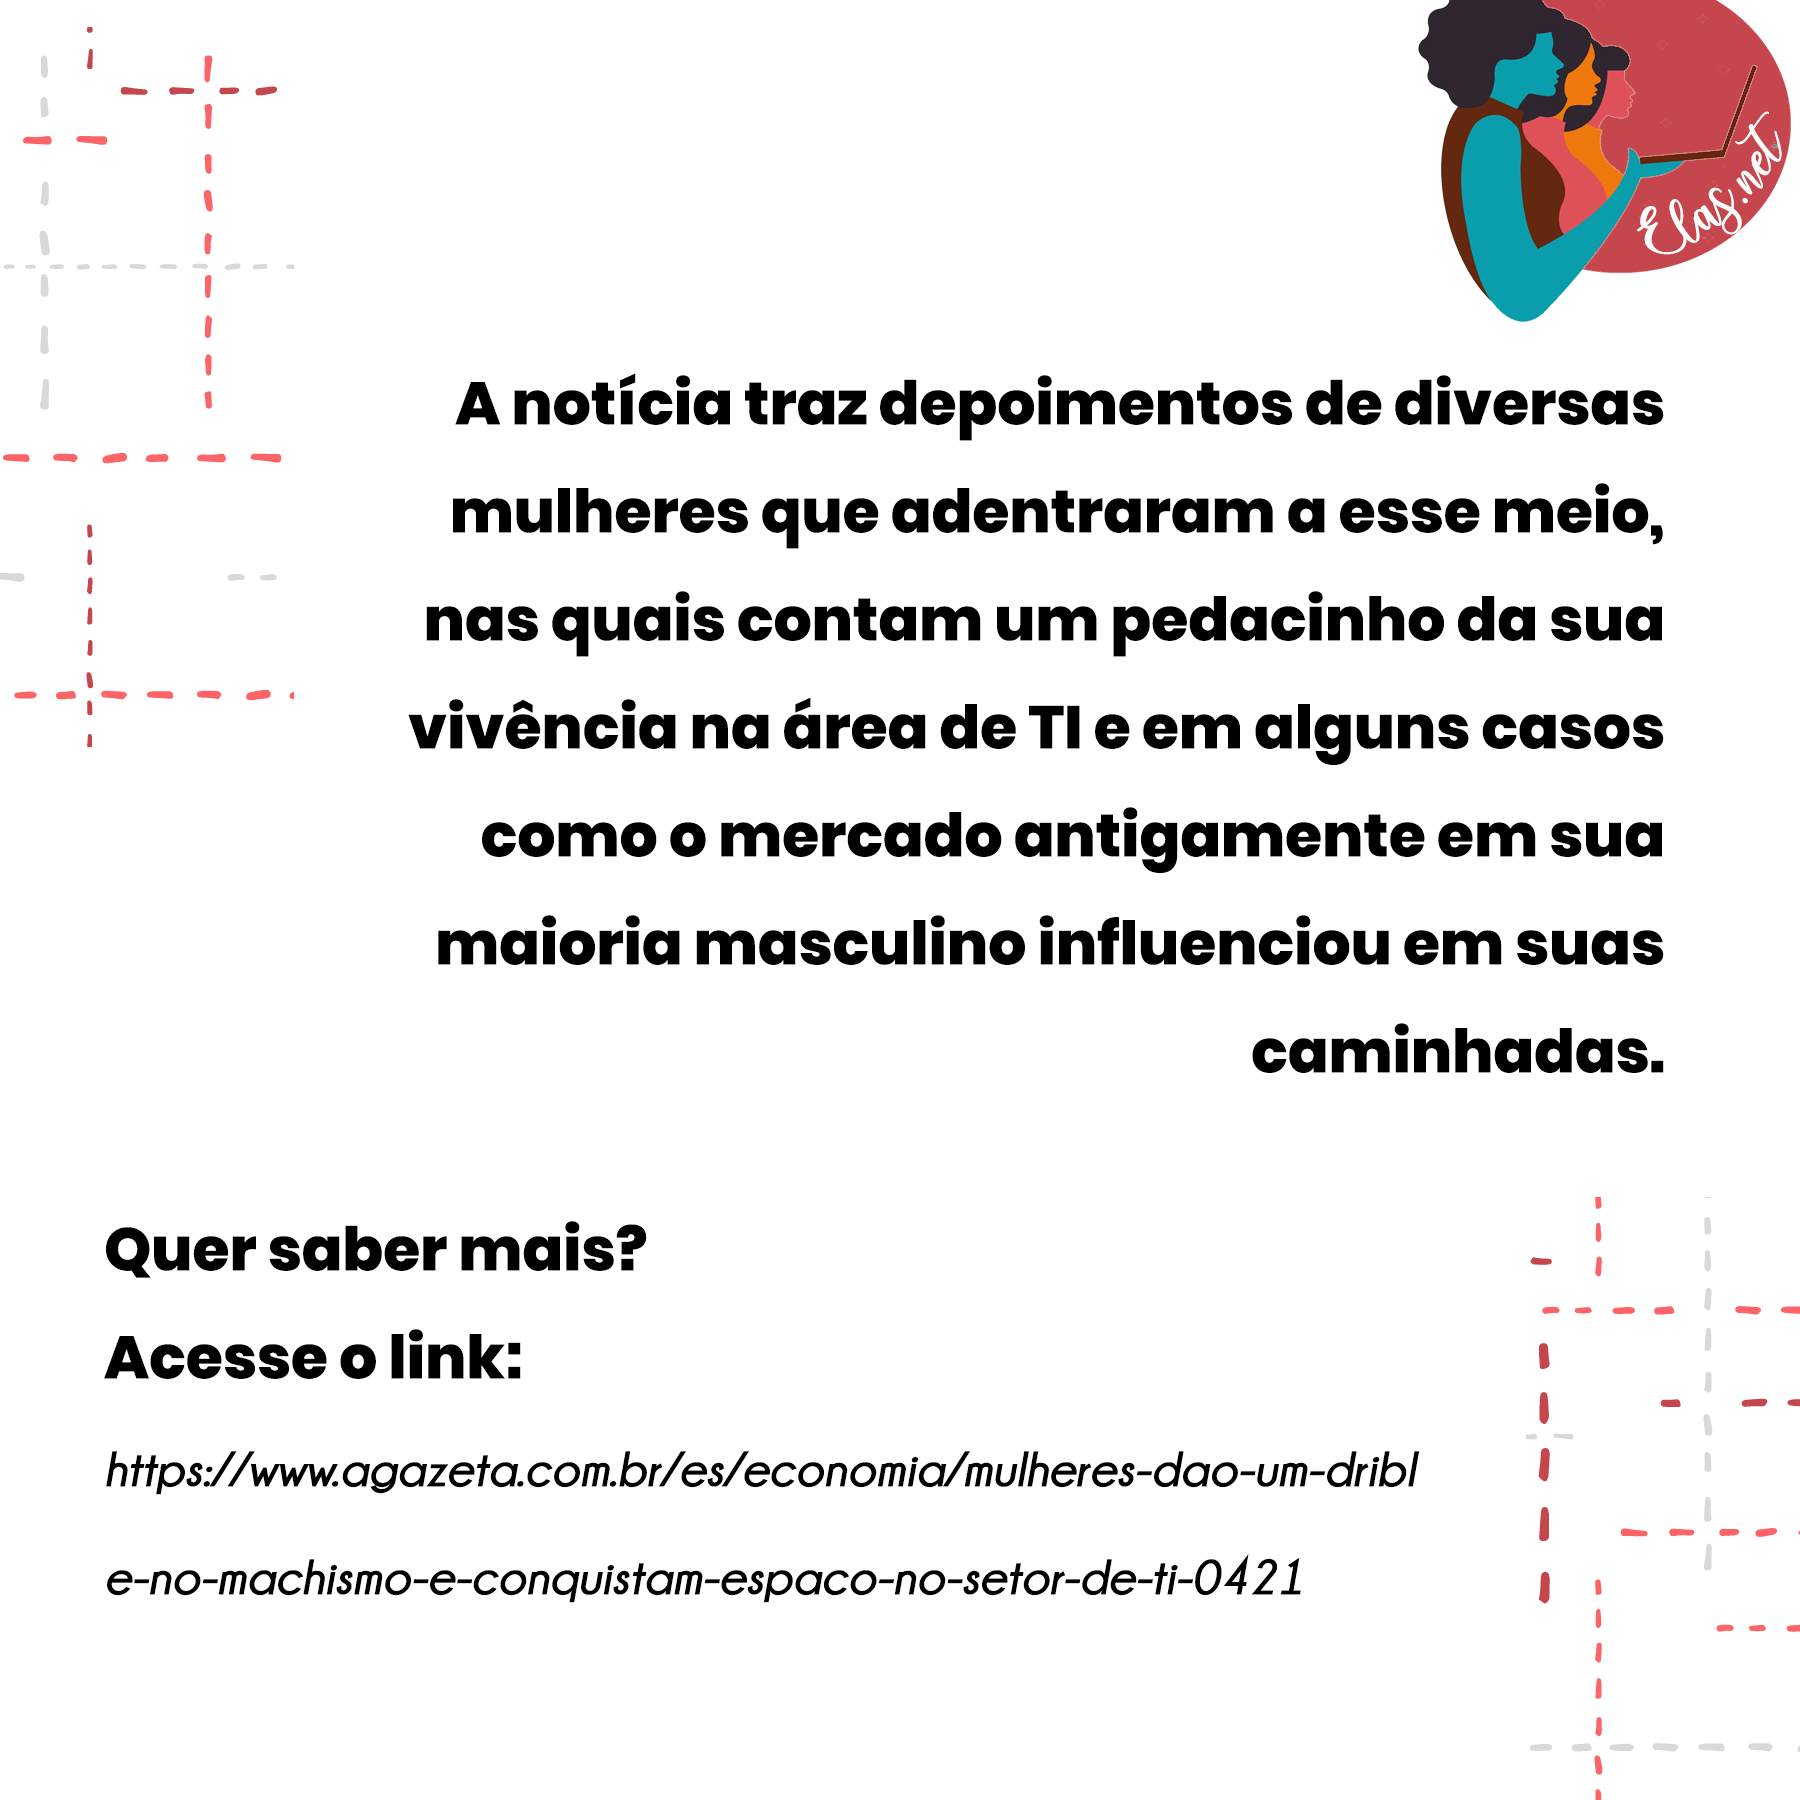 Elas.net
A notícia traz depoimentos de diversas
mulheres que adentraram a esse meio,
nas quais contam um pedacinho da sua
vivência na área de TI e em alguns casos
como o mercado antigamente em sua
maioria masculino influenciou em suas
caminhadas.
Quer saber mais?
Acesse o link:
https://www.agazeta.com.br/es/economia/mulheres-dao-um-dribl
e-no-machismo-e-conquistam-espaco-no-setor-de-ti-0421